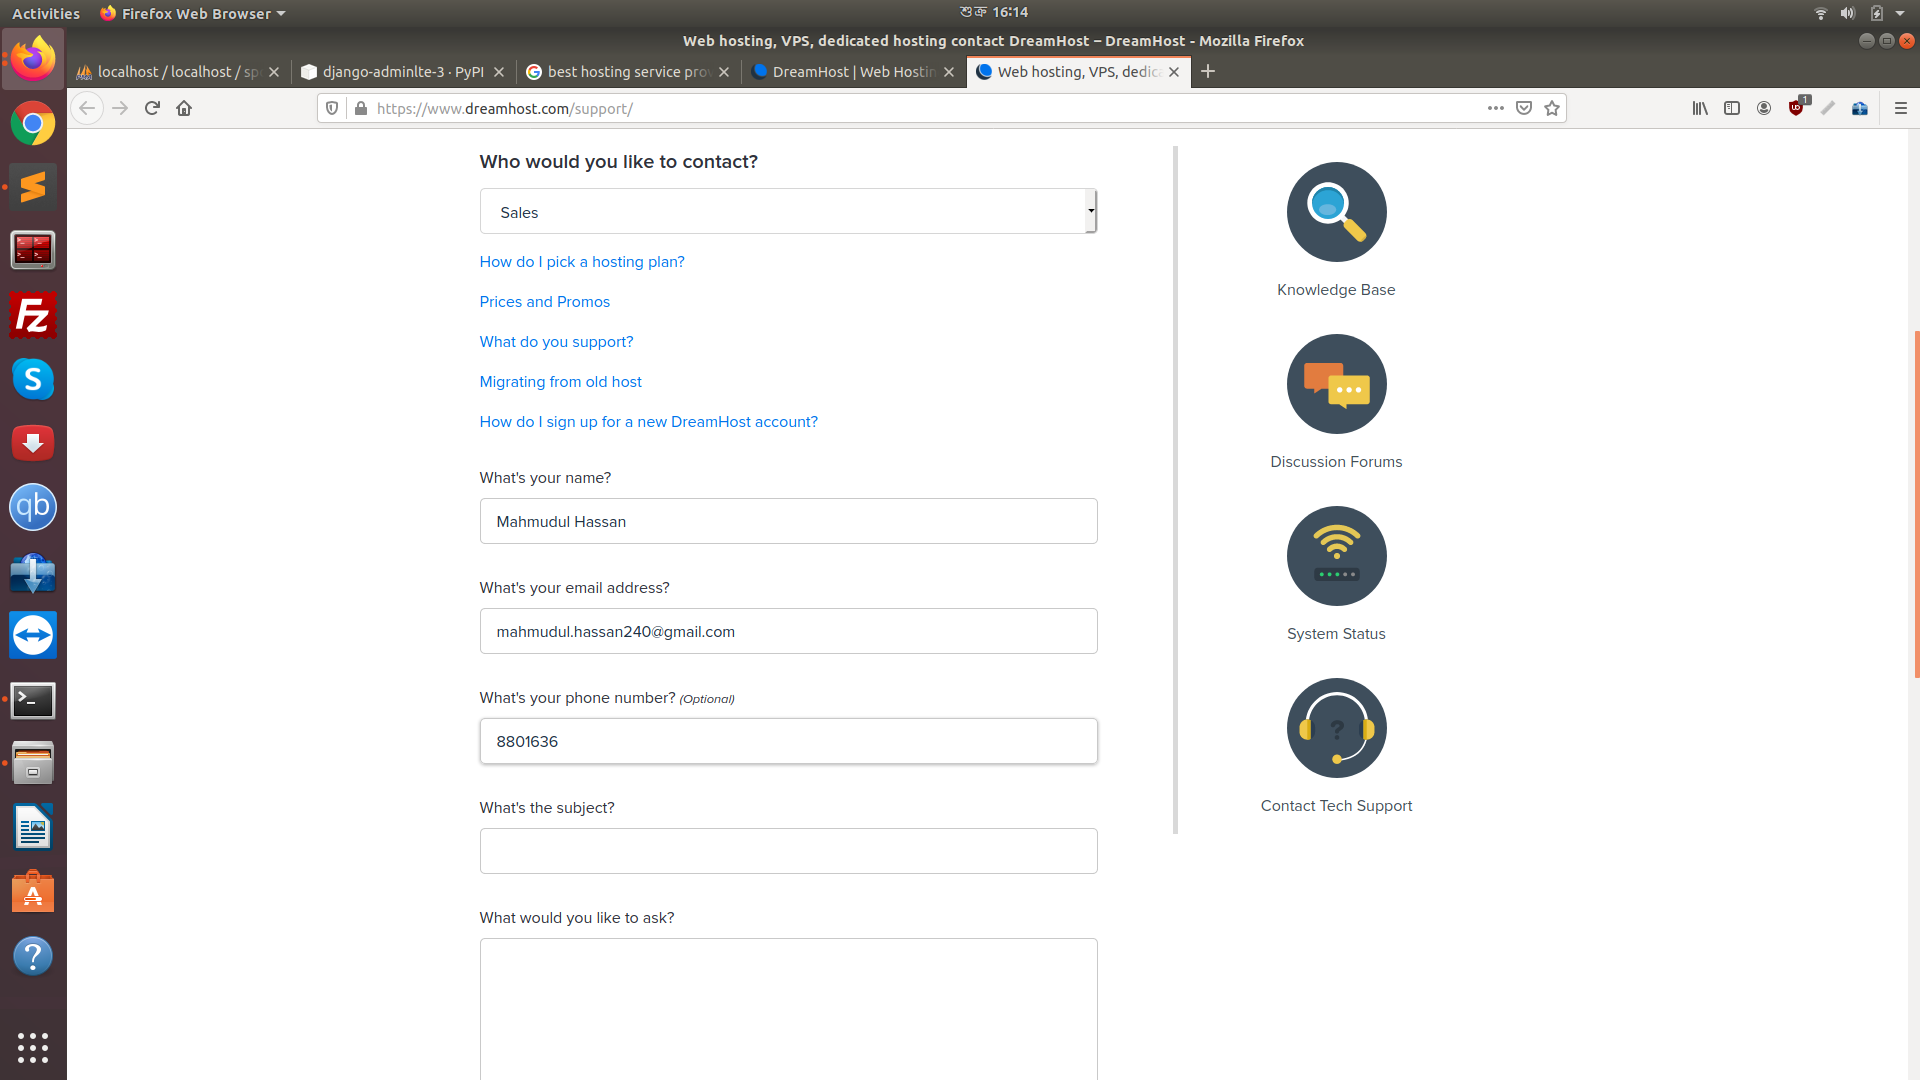 Activities
Firefox Web Browser
শুক্র 16:14
Web hosting, VPS, dedicated hosting contact DreamHost – DreamHost - Mozilla Firefox
localhost / localhost / spo
django-adminlte-3 · PyPI
best hosting service prov
DreamHost | Web Hostin
Web hosting, VPS, dedica
https://www.dreamhost.com/support/
1
Who would you like to contact?
Sales
How do I pick a hosting plan?
Prices and Promos
What do you support?
Migrating from old host
How do I sign up for a new DreamHost account?
What's your name?
Mahmudul Hassan
What's your email address?
mahmudul.hassan240@gmail.com
What's your phone number? (Optional)
8801636
What's the subject?
What would you like to ask?
Knowledge Base
Discussion Forums
System Status
Contact Tech Support